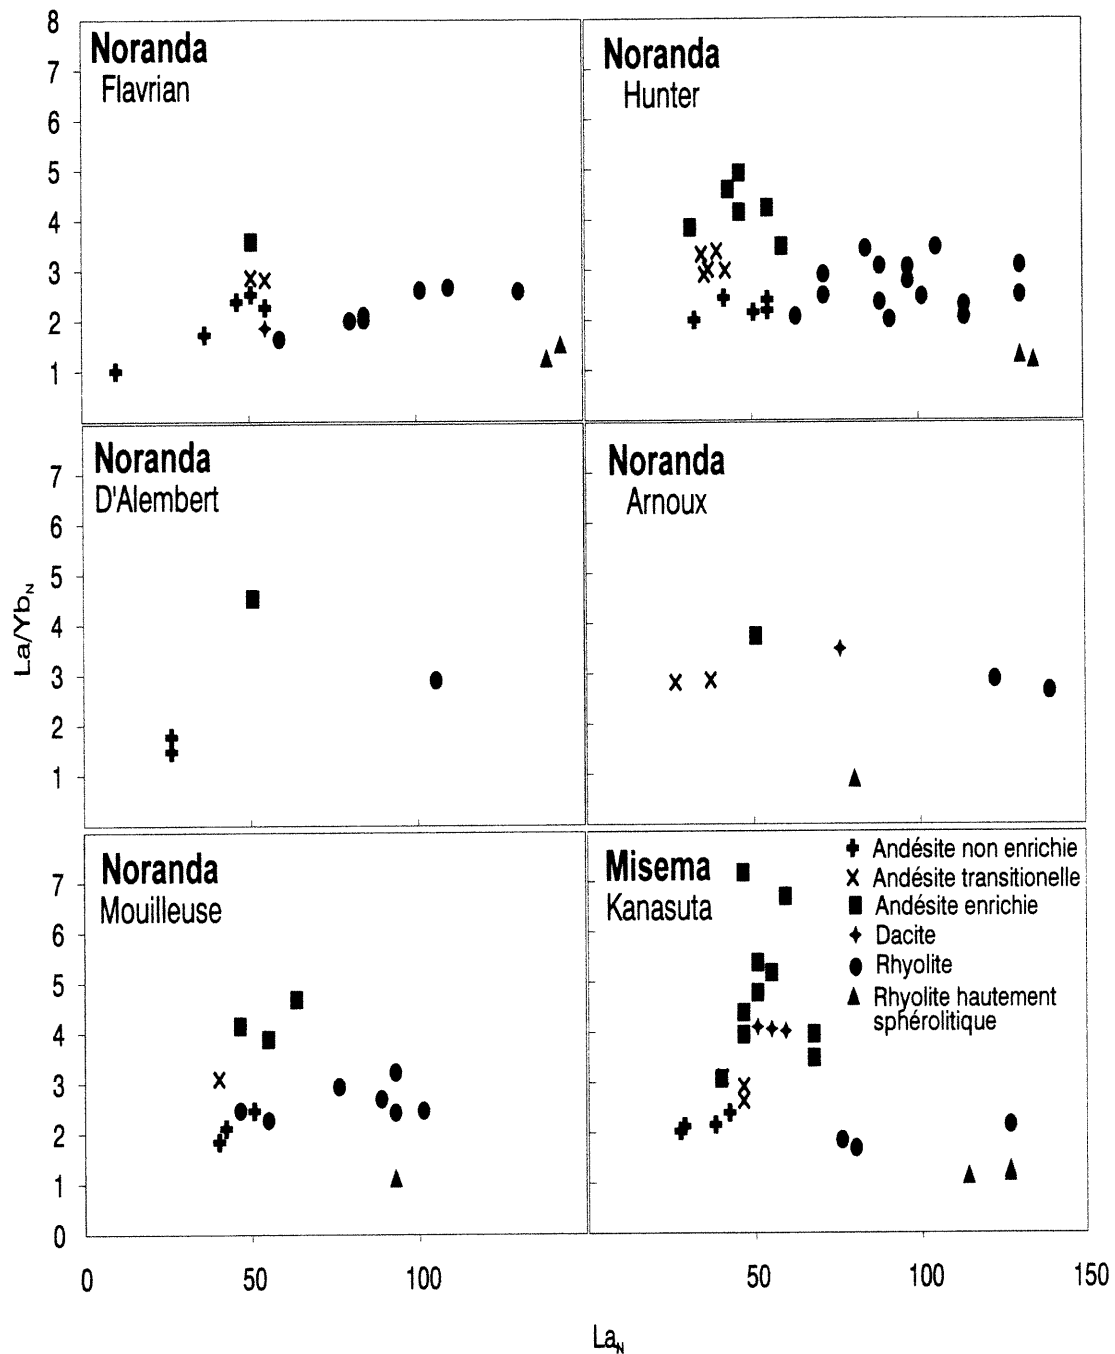 8
7
6
5
4
3
2
1
Noranda
Flavrian
Noranda
Hunter
7
6
5
4
3
2
1
La/YbN
Noranda
D'Alembert
Noranda
Arnoux
7
6
5
4
3
2
1
0
Noranda
Mouilleuse
Misema
Kanasuta
Andésite non enrichie
Andésite transitionelle
Andésite enrichie
Dacite
Rhyolite
Rhyolite hautement
sphérolitique
0 50 100 50 100 150
LaN